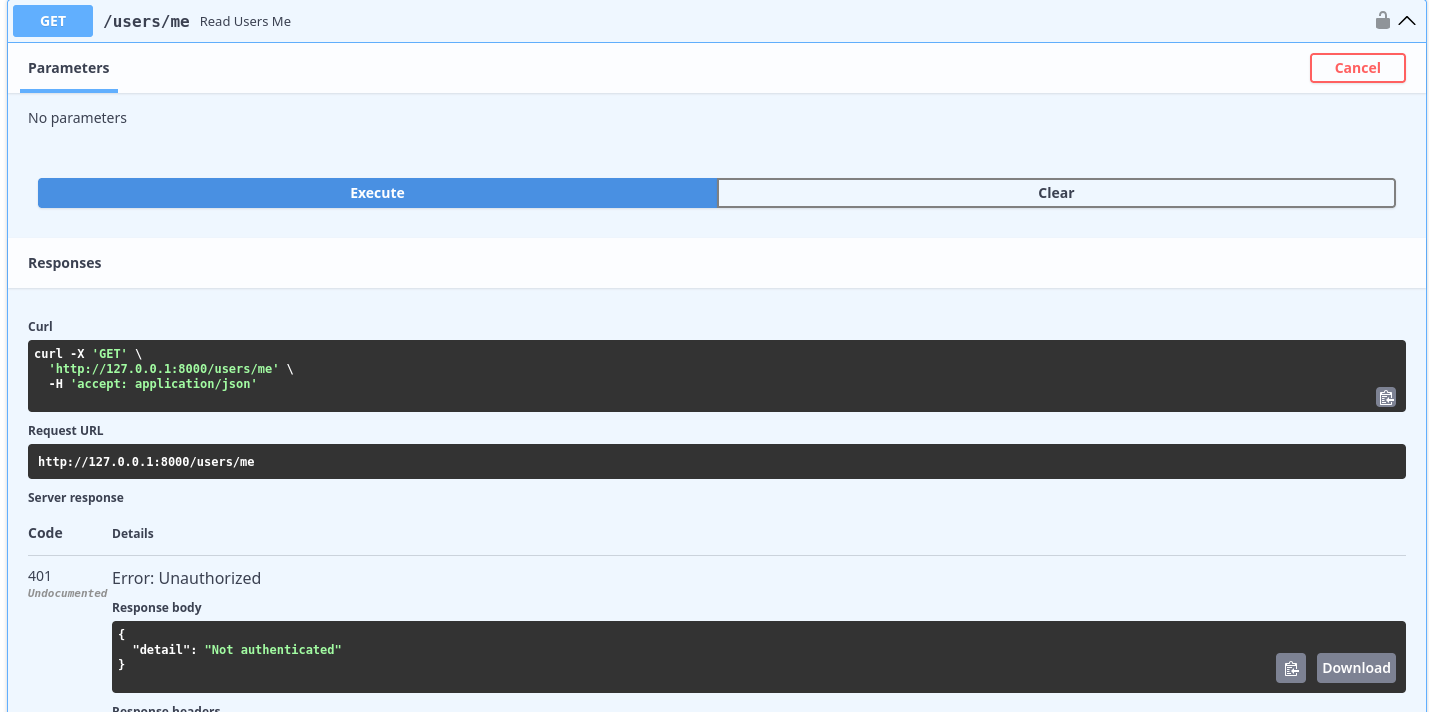 GET /users/me Read Users Me
Parameters
Cancel
No parameters
Execute
Clear
Responses
Curl
curl -X 'GET' \
  'http://127.0.0.1:8000/users/me' \
  -H 'accept: application/json'
Request URL
http://127.0.0.1:8000/users/me
Server response
Code Details
401 Error: Unauthorized
Undocumented
Response body
{
  "detail": "Not authenticated"
}
Download
Response headers